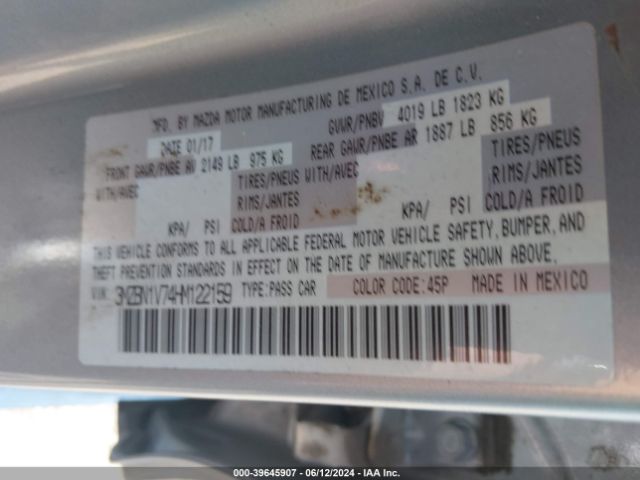 MFD. BY MAZDA MOTOR MANUFACTURING DE MEXICO S.A. DE C.V.
DATE 01/17 GVWR/PNBV 4019 LB 1823 KG
FRONT GAWR/PNBE AV 2149 LB 975 KG REAR GAWR/PNBE AR 1887 LB 856 KG
WITH/AVEC TIRES/PNEUS WITH/AVEC TIRES/PNEUS
RIMS/JANTES RIMS/JANTES
KPA/ PSI COLD/A FROID KPA/ PSI COLD/A FROID
THIS VEHICLE CONFORMS TO ALL APPLICABLE FEDERAL MOTOR VEHICLE SAFETY, BUMPER, AND
THEFT PREVENTION STANDARDS IN EFFECT ON THE DATE OF MANUFACTURE SHOWN ABOVE.
VIN: 3MZBN1V74HM122159 TYPE:PASS CAR COLOR CODE:45P MADE IN MEXICO
000-39645907 - 06/12/2024 - IAA Inc.